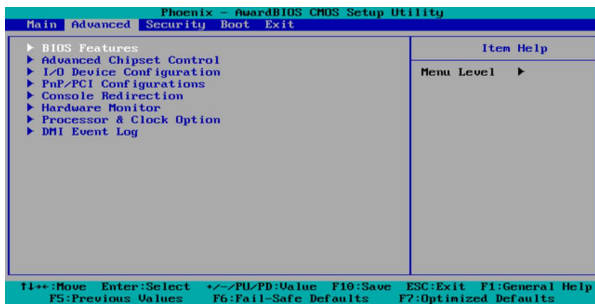 Phoenix - AwardBIOS CMOS Setup Utility
Main Advanced Security Boot Exit
▶ BIOS Features
▶ Advanced Chipset Control
▶ I/O Device Configuration
▶ PnP/PCI Configurations
▶ Console Redirection
▶ Hardware Monitor
▶ Processor & Clock Option
▶ DMI Event Log
Item Help
Menu Level ▶
↑↓→←:Move Enter:Select +/-/PU/PD:Value F10:Save ESC:Exit F1:General Help
F5:Previous Values F6:Fail-Safe Defaults F7:Optimized Defaults